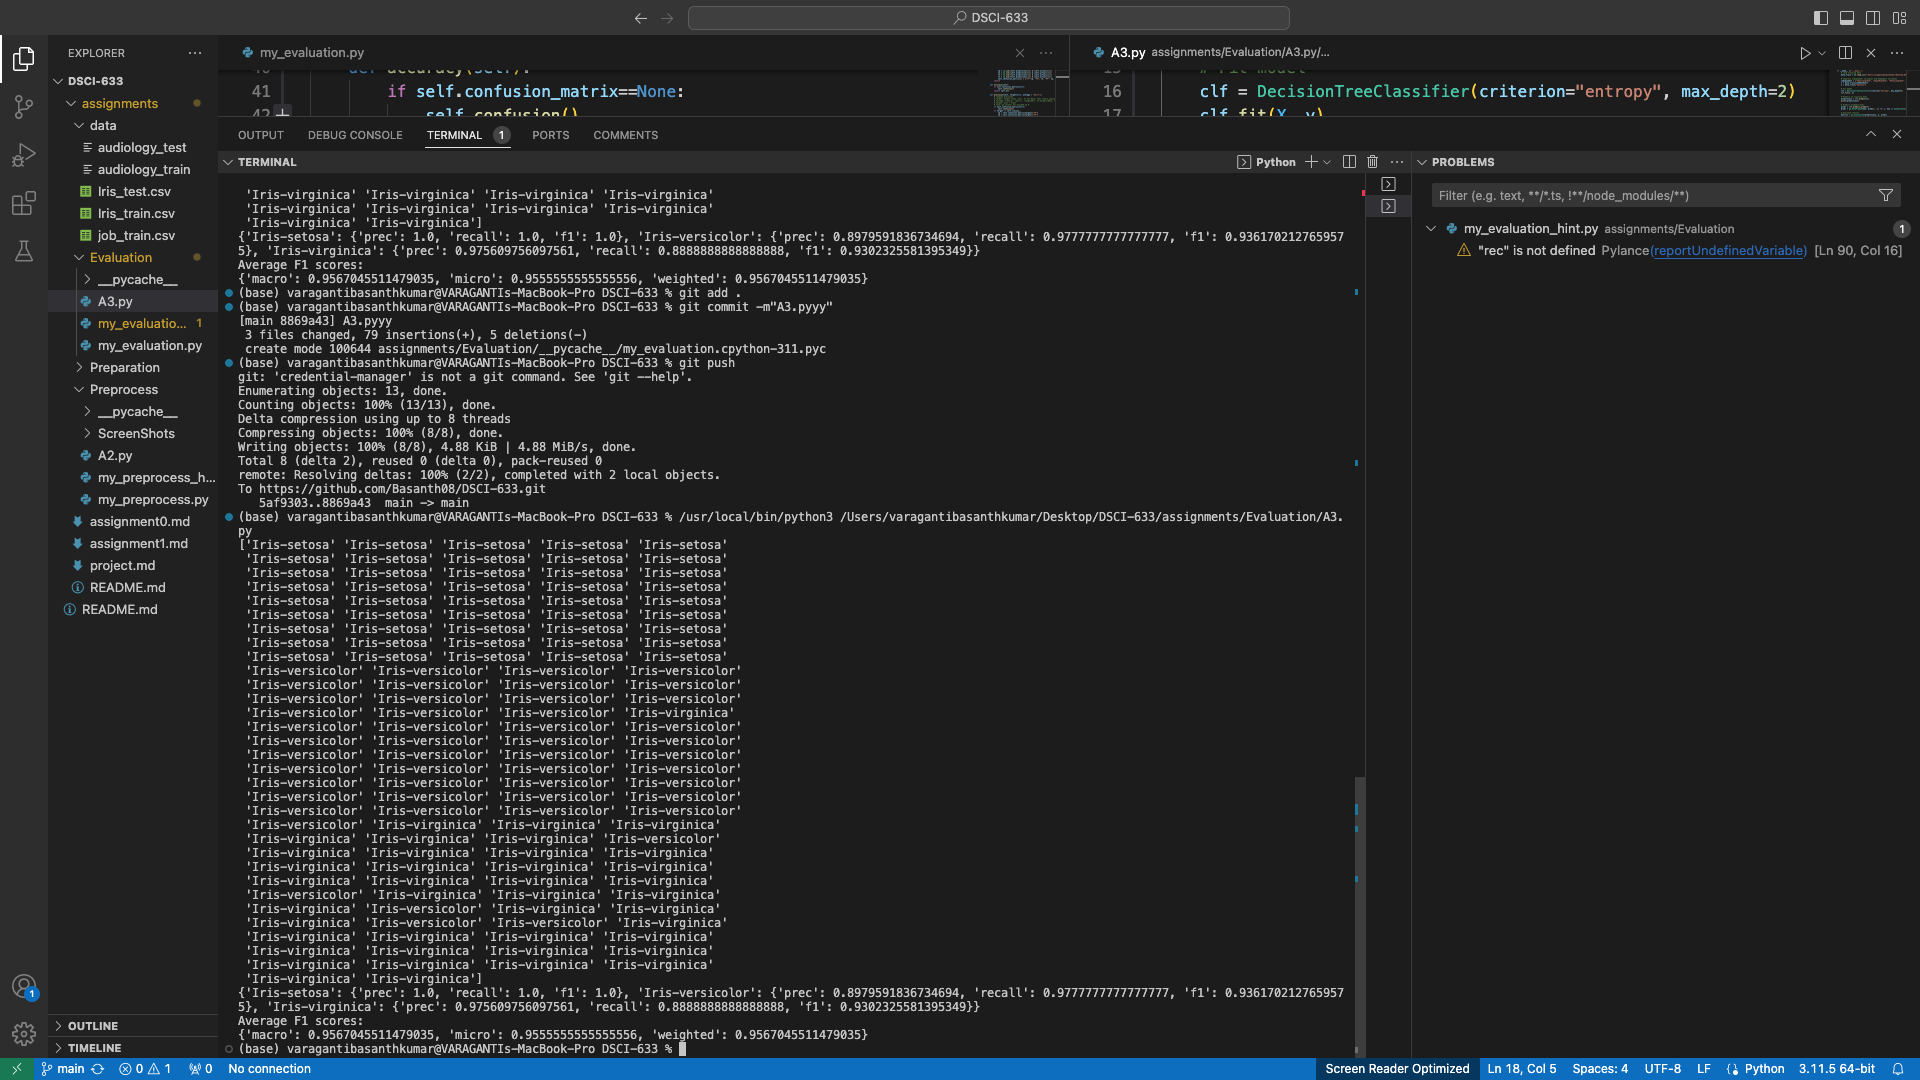 DSCI-633
EXPLORER
DSCI-633
assignments
data
audiology_test
audiology_train
Iris_test.csv
Iris_train.csv
job_train.csv
Evaluation
__pycache__
A3.py
my_evaluatio... 1
my_evaluation.py
Preparation
Preprocess
__pycache__
ScreenShots
A2.py
my_preprocess_h...
my_preprocess.py
assignment0.md
assignment1.md
project.md
README.md
README.md
OUTLINE
TIMELINE
my_evaluation.py
41 if self.confusion_matrix==None:
42 self.confusion()
A3.py assignments/Evaluation/A3.py/...
16 clf = DecisionTreeClassifier(criterion="entropy", max_depth=2)
17 clf.fit(X, y)
OUTPUT DEBUG CONSOLE TERMINAL 1 PORTS COMMENTS
TERMINAL
Python
'Iris-virginica' 'Iris-virginica' 'Iris-virginica' 'Iris-virginica'
'Iris-virginica' 'Iris-virginica' 'Iris-virginica' 'Iris-virginica'
'Iris-virginica' 'Iris-virginica']
{'Iris-setosa': {'prec': 1.0, 'recall': 1.0, 'f1': 1.0}, 'Iris-versicolor': {'prec': 0.8979591836734694, 'recall': 0.9777777777777777, 'f1': 0.936170212765957
5}, 'Iris-virginica': {'prec': 0.975609756097561, 'recall': 0.8888888888888888, 'f1': 0.9302325581395349}}
Average F1 scores:
{'macro': 0.9567045511479035, 'micro': 0.9555555555555556, 'weighted': 0.9567045511479035}
(base) varagantibasanthkumar@VARAGANTIs-MacBook-Pro DSCI-633 % git add .
(base) varagantibasanthkumar@VARAGANTIs-MacBook-Pro DSCI-633 % git commit -m"A3.pyyy"
[main 8869a43] A3.pyyy
3 files changed, 79 insertions(+), 5 deletions(-)
create mode 100644 assignments/Evaluation/__pycache__/my_evaluation.cpython-311.pyc
(base) varagantibasanthkumar@VARAGANTIs-MacBook-Pro DSCI-633 % git push
git: 'credential-manager' is not a git command. See 'git --help'.
Enumerating objects: 13, done.
Counting objects: 100% (13/13), done.
Delta compression using up to 8 threads
Compressing objects: 100% (8/8), done.
Writing objects: 100% (8/8), 4.88 KiB | 4.88 MiB/s, done.
Total 8 (delta 2), reused 0 (delta 0), pack-reused 0
remote: Resolving deltas: 100% (2/2), completed with 2 local objects.
To https://github.com/Basanth08/DSCI-633.git
5af9303..8869a43 main -> main
(base) varagantibasanthkumar@VARAGANTIs-MacBook-Pro DSCI-633 % /usr/local/bin/python3 /Users/varagantibasanthkumar/Desktop/DSCI-633/assignments/Evaluation/A3.
py
['Iris-setosa' 'Iris-setosa' 'Iris-setosa' 'Iris-setosa' 'Iris-setosa'
'Iris-setosa' 'Iris-setosa' 'Iris-setosa' 'Iris-setosa' 'Iris-setosa'
'Iris-setosa' 'Iris-setosa' 'Iris-setosa' 'Iris-setosa' 'Iris-setosa'
'Iris-setosa' 'Iris-setosa' 'Iris-setosa' 'Iris-setosa' 'Iris-setosa'
'Iris-setosa' 'Iris-setosa' 'Iris-setosa' 'Iris-setosa' 'Iris-setosa'
'Iris-setosa' 'Iris-setosa' 'Iris-setosa' 'Iris-setosa' 'Iris-setosa'
'Iris-setosa' 'Iris-setosa' 'Iris-setosa' 'Iris-setosa' 'Iris-setosa'
'Iris-setosa' 'Iris-setosa' 'Iris-setosa' 'Iris-setosa' 'Iris-setosa'
'Iris-setosa' 'Iris-setosa' 'Iris-setosa' 'Iris-setosa' 'Iris-setosa'
'Iris-versicolor' 'Iris-versicolor' 'Iris-versicolor' 'Iris-versicolor'
'Iris-versicolor' 'Iris-versicolor' 'Iris-versicolor' 'Iris-versicolor'
'Iris-versicolor' 'Iris-versicolor' 'Iris-versicolor' 'Iris-versicolor'
'Iris-versicolor' 'Iris-versicolor' 'Iris-versicolor' 'Iris-virginica'
'Iris-versicolor' 'Iris-versicolor' 'Iris-versicolor' 'Iris-versicolor'
'Iris-versicolor' 'Iris-versicolor' 'Iris-versicolor' 'Iris-versicolor'
'Iris-versicolor' 'Iris-versicolor' 'Iris-versicolor' 'Iris-versicolor'
'Iris-versicolor' 'Iris-versicolor' 'Iris-versicolor' 'Iris-versicolor'
'Iris-versicolor' 'Iris-versicolor' 'Iris-versicolor' 'Iris-versicolor'
'Iris-versicolor' 'Iris-versicolor' 'Iris-versicolor' 'Iris-versicolor'
'Iris-versicolor' 'Iris-versicolor' 'Iris-versicolor' 'Iris-versicolor'
'Iris-versicolor' 'Iris-virginica' 'Iris-virginica' 'Iris-virginica'
'Iris-virginica' 'Iris-virginica' 'Iris-virginica' 'Iris-versicolor'
'Iris-virginica' 'Iris-virginica' 'Iris-virginica' 'Iris-virginica'
'Iris-virginica' 'Iris-virginica' 'Iris-virginica' 'Iris-virginica'
'Iris-virginica' 'Iris-virginica' 'Iris-virginica' 'Iris-virginica'
'Iris-versicolor' 'Iris-virginica' 'Iris-virginica' 'Iris-virginica'
'Iris-virginica' 'Iris-versicolor' 'Iris-virginica' 'Iris-virginica'
'Iris-virginica' 'Iris-versicolor' 'Iris-versicolor' 'Iris-virginica'
'Iris-virginica' 'Iris-virginica' 'Iris-virginica' 'Iris-virginica'
'Iris-virginica' 'Iris-virginica' 'Iris-virginica' 'Iris-virginica'
'Iris-virginica' 'Iris-virginica' 'Iris-virginica' 'Iris-virginica'
'Iris-virginica' 'Iris-virginica']
{'Iris-setosa': {'prec': 1.0, 'recall': 1.0, 'f1': 1.0}, 'Iris-versicolor': {'prec': 0.8979591836734694, 'recall': 0.9777777777777777, 'f1': 0.936170212765957
5}, 'Iris-virginica': {'prec': 0.975609756097561, 'recall': 0.8888888888888888, 'f1': 0.9302325581395349}}
Average F1 scores:
{'macro': 0.9567045511479035, 'micro': 0.9555555555555556, 'weighted': 0.9567045511479035}
(base) varagantibasanthkumar@VARAGANTIs-MacBook-Pro DSCI-633 %
PROBLEMS
Filter (e.g. text, **/*.ts, !**/node_modules/**)
my_evaluation_hint.py assignments/Evaluation 1
"rec" is not defined Pylance(reportUndefinedVariable) [Ln 90, Col 16]
1
main 0 1 0 No connection
Screen Reader Optimized Ln 18, Col 5 Spaces: 4 UTF-8 LF Python 3.11.5 64-bit